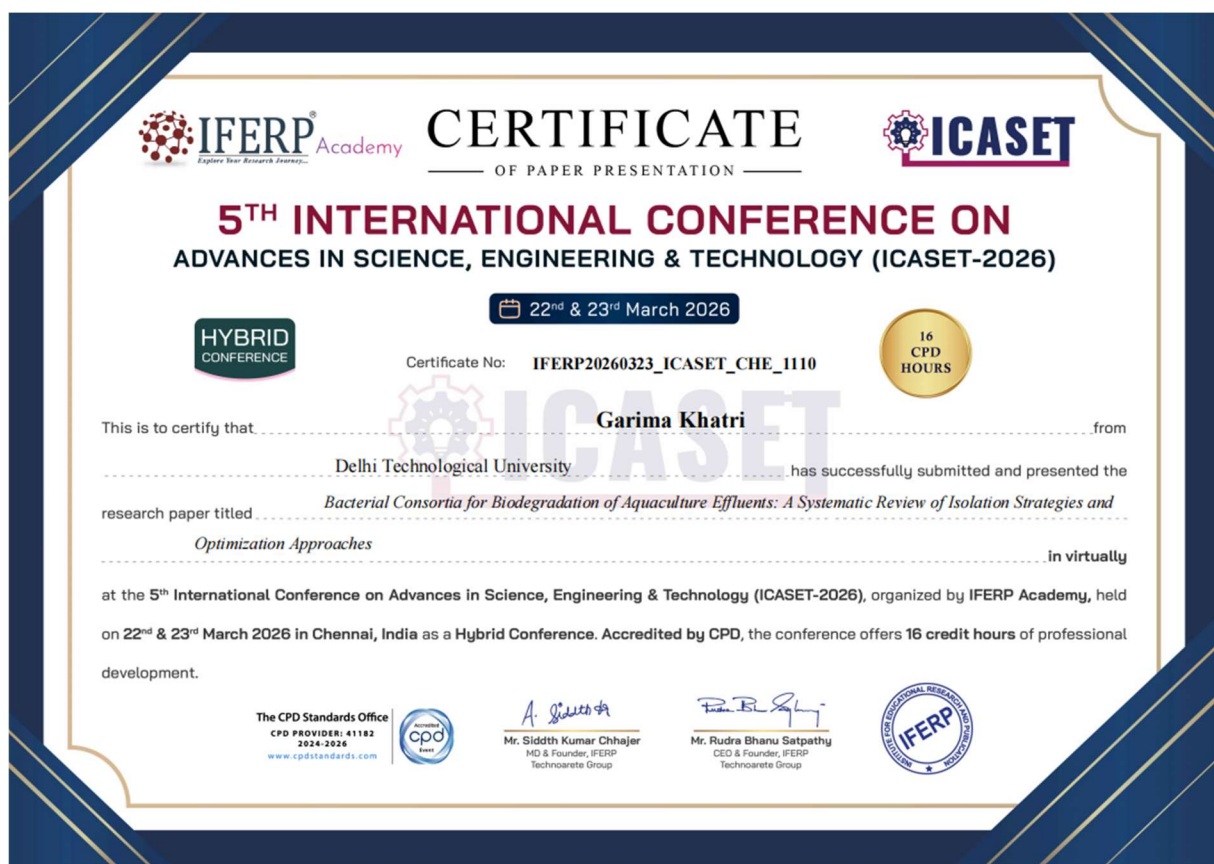 IFERP® Academy
Explore Your Research Journey...
CERTIFICATE
OF PAPER PRESENTATION
ICASET
5TH INTERNATIONAL CONFERENCE ON
ADVANCES IN SCIENCE, ENGINEERING & TECHNOLOGY (ICASET-2026)
22nd & 23rd March 2026
HYBRID
CONFERENCE
16
CPD
HOURS
Certificate No: IFERP20260323_ICASET_CHE_1110
ICASET
This is to certify that Garima Khatri from
Delhi Technological University has successfully submitted and presented the
research paper titled Bacterial Consortia for Biodegradation of Aquaculture Effluents: A Systematic Review of Isolation Strategies and
Optimization Approaches in virtually
at the 5th International Conference on Advances in Science, Engineering & Technology (ICASET-2026), organized by IFERP Academy, held
on 22nd & 23rd March 2026 in Chennai, India as a Hybrid Conference. Accredited by CPD, the conference offers 16 credit hours of professional
development.
The CPD Standards Office
CPD PROVIDER: 41182
2024-2026
www.cpdstandards.com
Accredited
cpd
Event
Mr. Siddth Kumar Chhajer
MD & Founder, IFERP
Technoarete Group
Mr. Rudra Bhanu Satpathy
CEO & Founder, IFERP
Technoarete Group
INSTITUTE FOR EDUCATIONAL RESEARCH AND PUBLICATION
IFERP